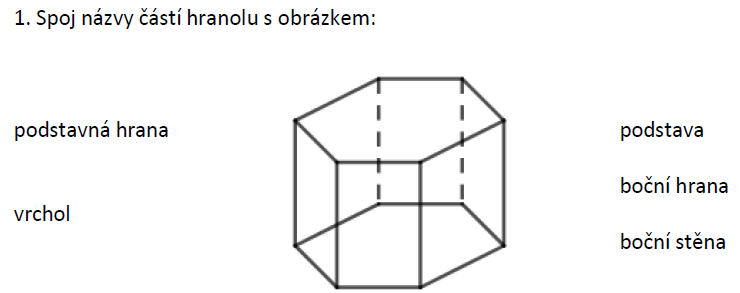 1. Spoj názvy částí hranolu s obrázkem:
podstavná hrana
vrchol
podstava
boční hrana
boční stěna